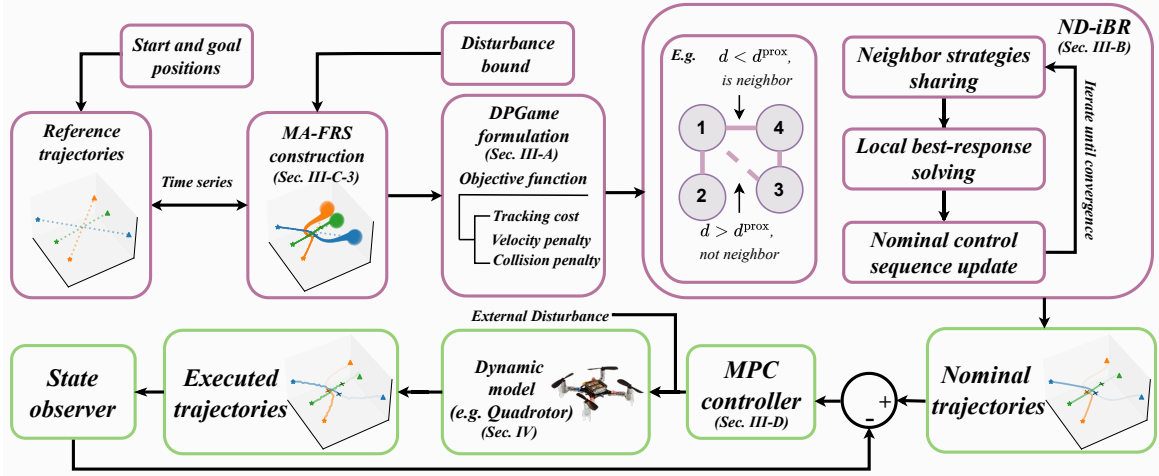 Start and goal
positions
Reference
trajectories
Time series
Disturbance
bound
MA-FRS
construction
(Sec. III-C-3)
DPGame
formulation
(Sec. III-A)
Objective function
Tracking cost
Velocity penalty
Collision penalty
E.g.
d < d^prox,
is neighbor
1
4
2
3
d > d^prox,
not neighbor
ND-iBR
(Sec. III-B)
Neighbor strategies
sharing
Local best-response
solving
Nominal control
sequence update
Iterate until convergence
State
observer
Executed
trajectories
External Disturbance
Dynamic
model
(e.g. Quadrotor)
(Sec. IV)
MPC
controller
(Sec. III-D)
+
-
Nominal
trajectories